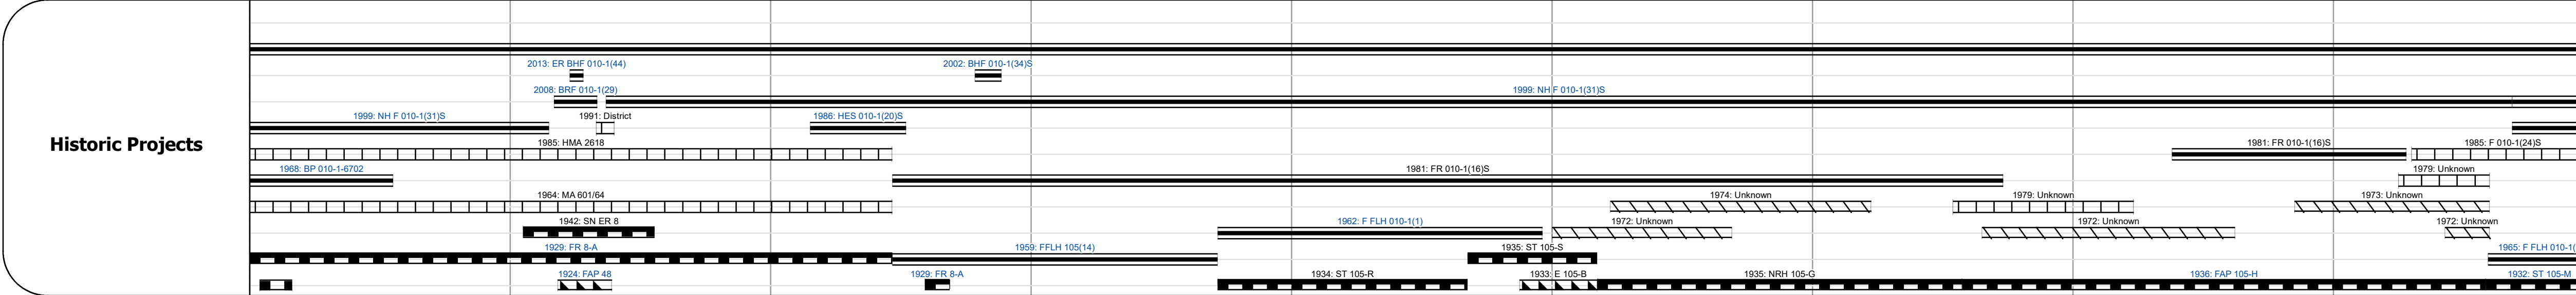 2013: ER BHF 010-1(44)
2002: BHF 010-1(34)S
2008: BRF 010-1(29)
1999: NH F 010-1(31)S
1999: NH F 010-1(31)S
1991: District
1986: HES 010-1(20)S
Historic Projects
1985: HMA 2618
1981: FR 010-1(16)S
1985: F 010-1(24)S
1968: BP 010-1-6702
1981: FR 010-1(16)S
1979: Unknown
1964: MA 601/64
1974: Unknown
1979: Unknown
1973: Unknown
1942: SN ER 8
1962: F FLH 010-1(1)
1972: Unknown
1972: Unknown
1972: Unknown
1929: FR 8-A
1959: FFLH 105(14)
1935: ST 105-S
1965: F FLH 010-1(
1924: FAP 48
1929: FR 8-A
1934: ST 105-R
1933: E 105-B
1935: NRH 105-G
1936: FAP 105-H
1932: ST 105-M